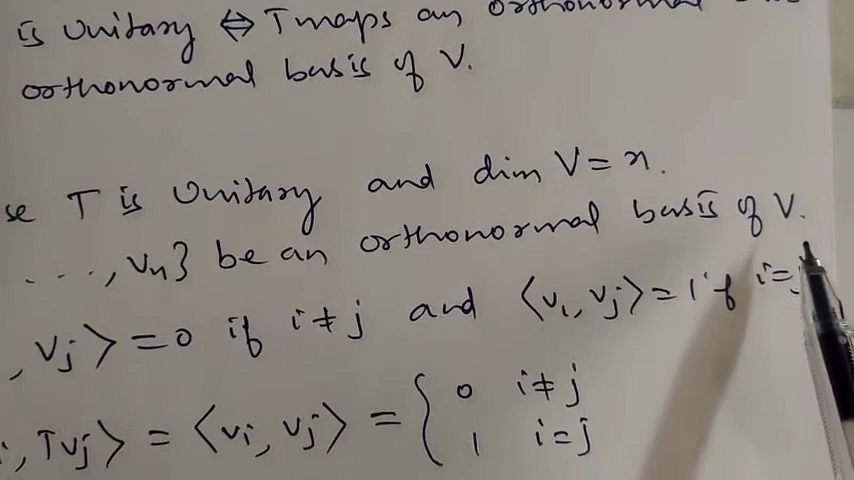 is Unitary ⇔ T maps an orthonormal
orthonormal basis of V.
se T is Unitary and dim V = n.
...., vn} be an orthonormal basis of V.
, vj⟩ = 0 if i ≠ j and ⟨vi, vj⟩ = 1 if i = j
i, Tvj⟩ = ⟨vi, vj⟩ = { 0 i ≠ j
1 i = j